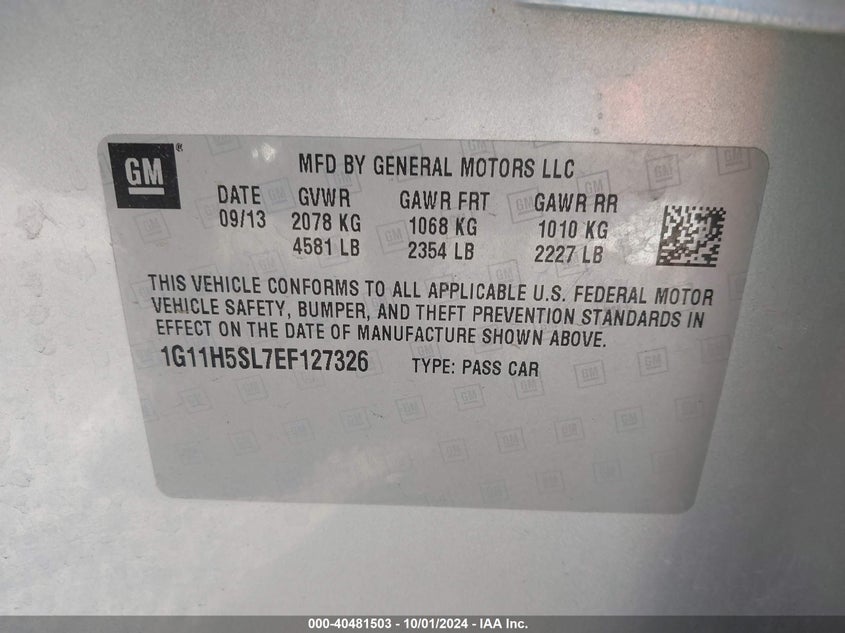 GM®
MFD BY GENERAL MOTORS LLC
DATE GVWR GAWR FRT GAWR RR
09/13 2078 KG 1068 KG 1010 KG
4581 LB 2354 LB 2227 LB
THIS VEHICLE CONFORMS TO ALL APPLICABLE U.S. FEDERAL MOTOR
VEHICLE SAFETY, BUMPER, AND THEFT PREVENTION STANDARDS IN
EFFECT ON THE DATE OF MANUFACTURE SHOWN ABOVE.
1G11H5SL7EF127326 TYPE: PASS CAR
000-40481503 - 10/01/2024 - IAA Inc.